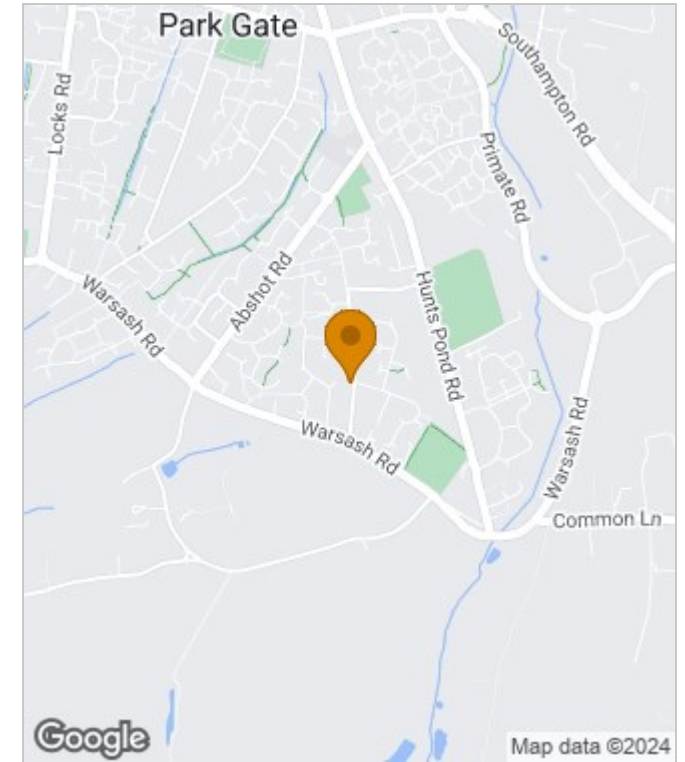 Park Gate
Southampton Rd
Locks Rd
Primate Rd
Abshot Rd
Warsash Rd
Hunts Pond Rd
Warsash Rd
Warsash Rd
Common Ln
Google
Map data ©2024